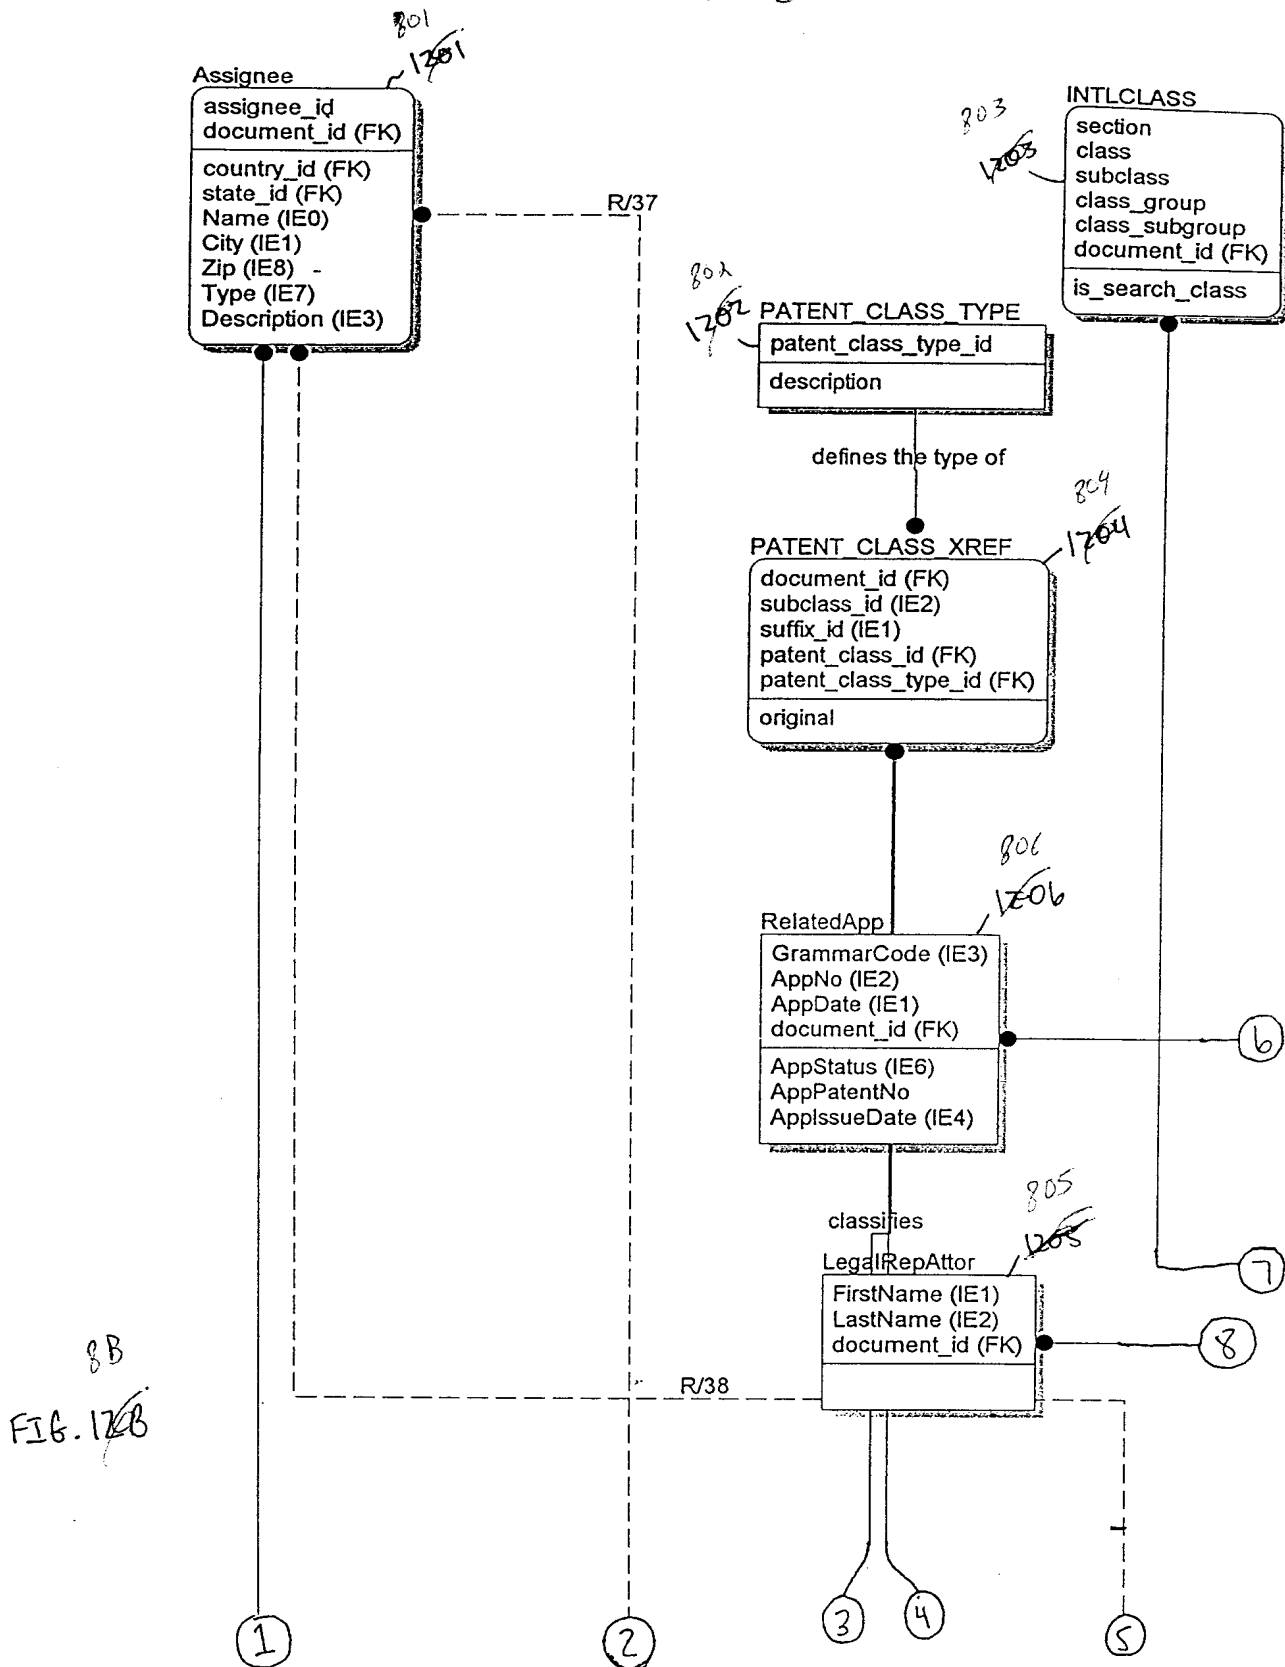 801
1201
Assignee
assignee_id
document_id (FK)
country_id (FK)
state_id (FK)
Name (IE0)
City (IE1)
Zip (IE8)
Type (IE7)
Description (IE3)
R/37
INTLCLASS
803
1203
section
class
subclass
class_group
class_subgroup
document_id (FK)
is_search_class
802
1202
PATENT_CLASS_TYPE
patent_class_type_id
description
defines the type of
804
1204
PATENT_CLASS_XREF
document_id (FK)
subclass_id (IE2)
suffix_id (IE1)
patent_class_id (FK)
patent_class_type_id (FK)
original
806
1206
RelatedApp
GrammarCode (IE3)
AppNo (IE2)
AppDate (IE1)
document_id (FK)
AppStatus (IE6)
AppPatentNo
AppIssueDate (IE4)
6
805
1205
classifies
LegalRepAttor
FirstName (IE1)
LastName (IE2)
document_id (FK)
7
8
R/38
8B
FIG. 12B
1
2
3
4
5